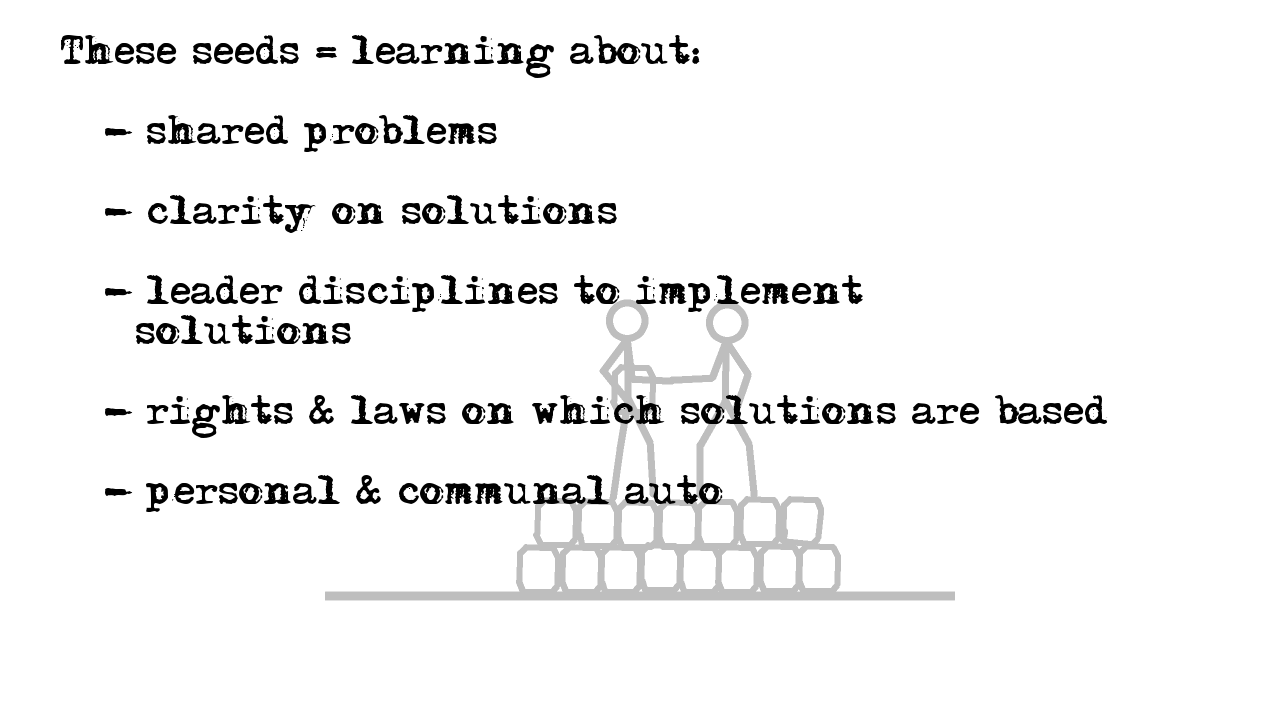 These seeds = learning about:
- shared problems
- clarity on solutions
- leader disciplines to implement
solutions
- rights & laws on which solutions are based
- personal & communal auto